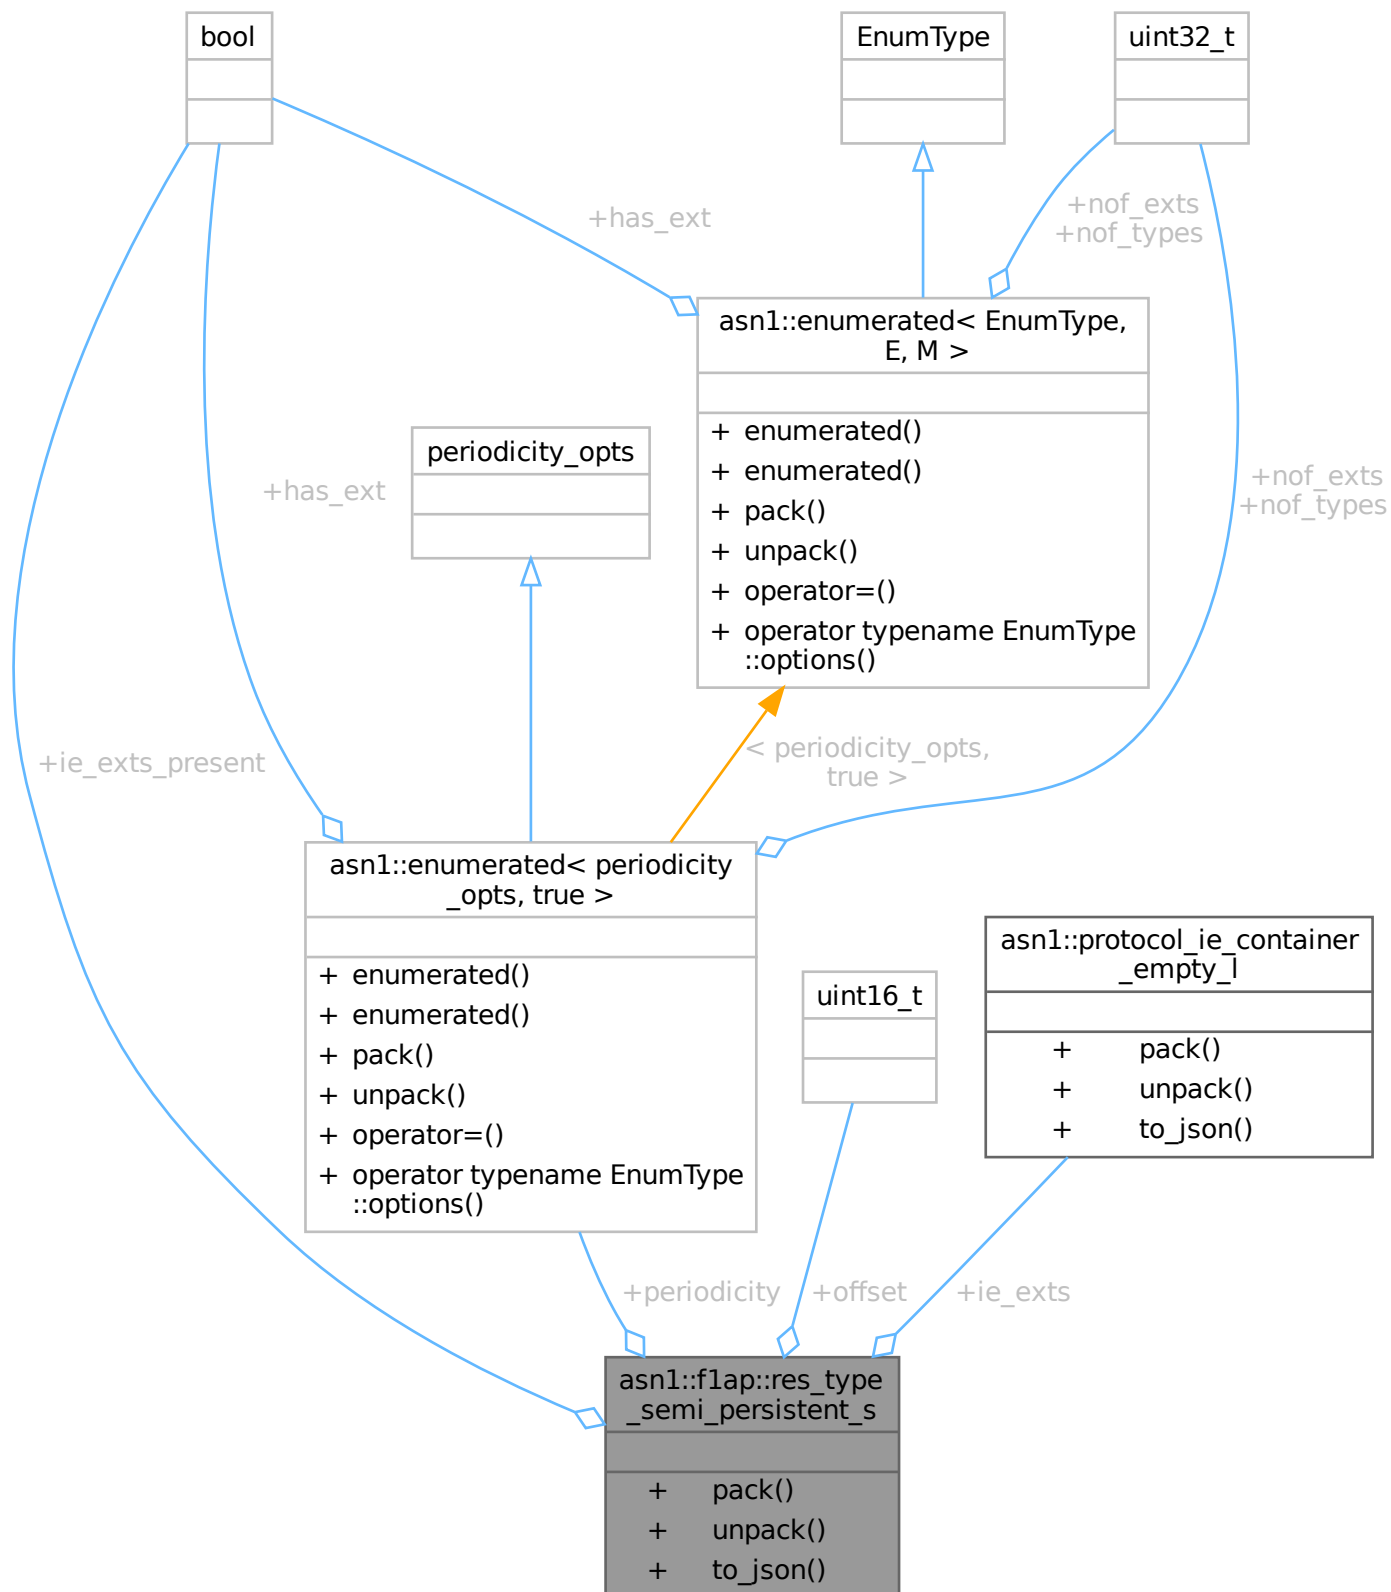 bool
EnumType
uint32_t
+has_ext
+nof_exts
+nof_types
asn1::enumerated< EnumType,
E, M >
+ enumerated()
+ enumerated()
+ pack()
+ unpack()
+ operator=()
+ operator typename EnumType
::options()
periodicity_opts
+has_ext
+nof_exts
+nof_types
+ie_exts_present
< periodicity_opts,
true >
asn1::enumerated< periodicity
_opts, true >
+ enumerated()
+ enumerated()
+ pack()
+ unpack()
+ operator=()
+ operator typename EnumType
::options()
uint16_t
asn1::protocol_ie_container
_empty_l
+ pack()
+ unpack()
+ to_json()
+periodicity
+offset
+ie_exts
asn1::f1ap::res_type
_semi_persistent_s
+ pack()
+ unpack()
+ to_json()